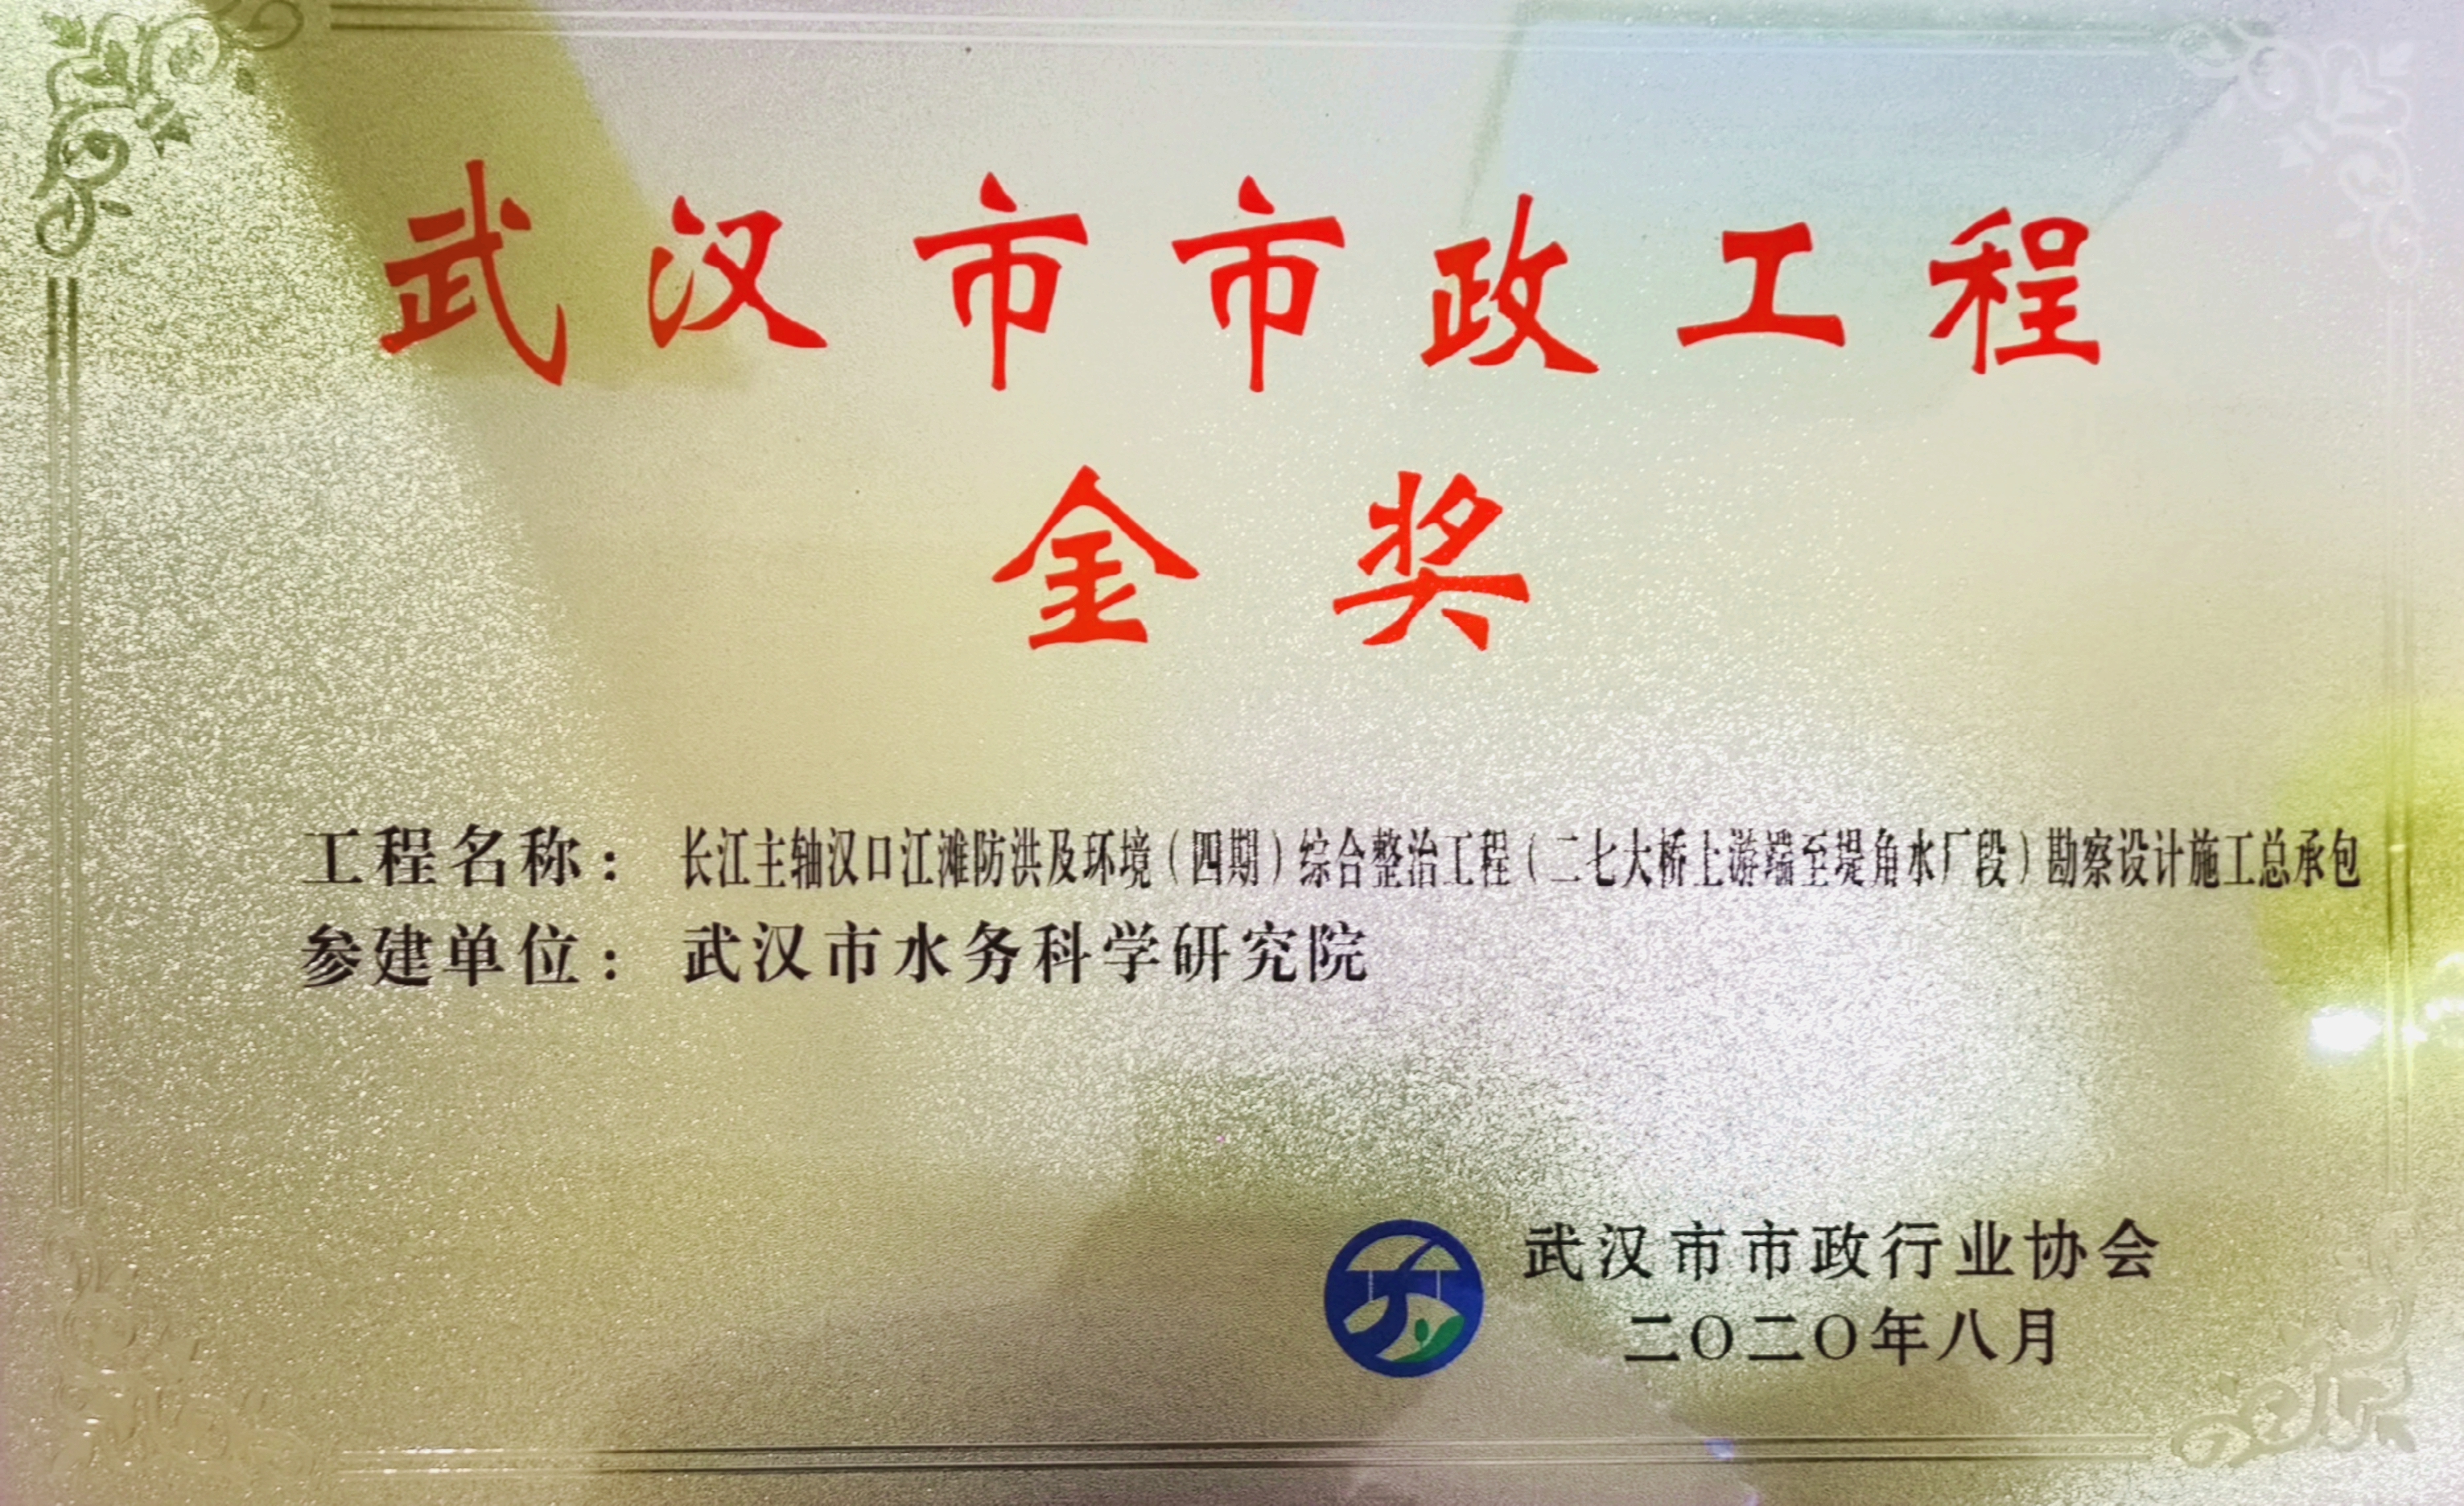 武汉市市政工程
金奖
工程名称：长江主轴汉口江滩防洪及环境（四期）综合整治工程（二七大桥上游端至堤角水厂段）勘察设计施工总承包
参建单位：武汉市水务科学研究院
武汉市市政行业协会
二〇二〇年八月